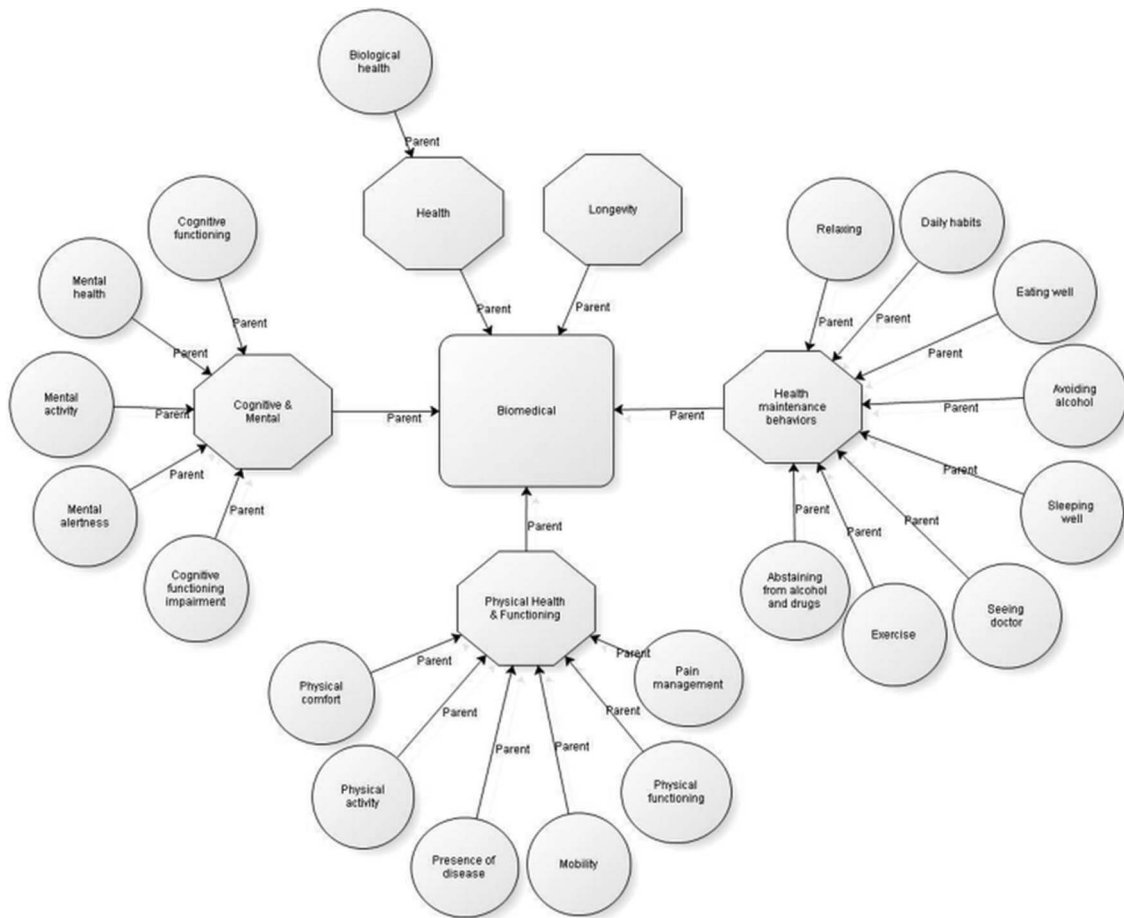 Biological
health
Parent
Health
Longevity
Parent
Parent
Cognitive
functioning
Mental
health
Mental
activity
Mental
alertness
Cognitive
functioning
impairment
Parent
Parent
Parent
Parent
Parent
Cognitive &
Mental
Parent
Biomedical
Parent
Health
maintenance
behaviors
Relaxing
Daily habits
Eating well
Avoiding
alcohol
Sleeping
well
Seeing
doctor
Exercise
Abstaining
from alcohol
and drugs
Parent
Parent
Parent
Parent
Parent
Parent
Parent
Parent
Parent
Physical Health
& Functioning
Parent
Parent
Parent
Parent
Parent
Parent
Physical
comfort
Physical
activity
Presence of
disease
Mobility
Physical
functioning
Pain
management